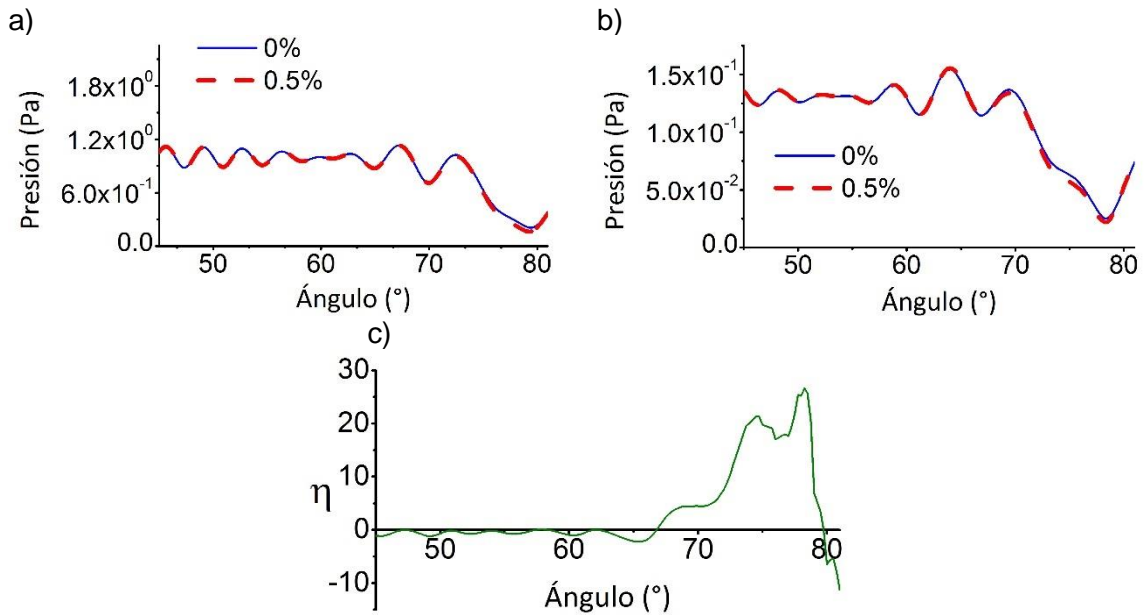 a)
Presión (Pa)
1.8x10⁰
1.2x10⁰
6.0x10⁻¹
0.0
0%
0.5%
50 60 70 80
Ángulo (°)
b)
Presión (Pa)
1.5x10⁻¹
1.0x10⁻¹
5.0x10⁻²
0.0
0%
0.5%
50 60 70 80
Ángulo (°)
c)
η
30
20
10
0
-10
50 60 70 80
Ángulo (°)